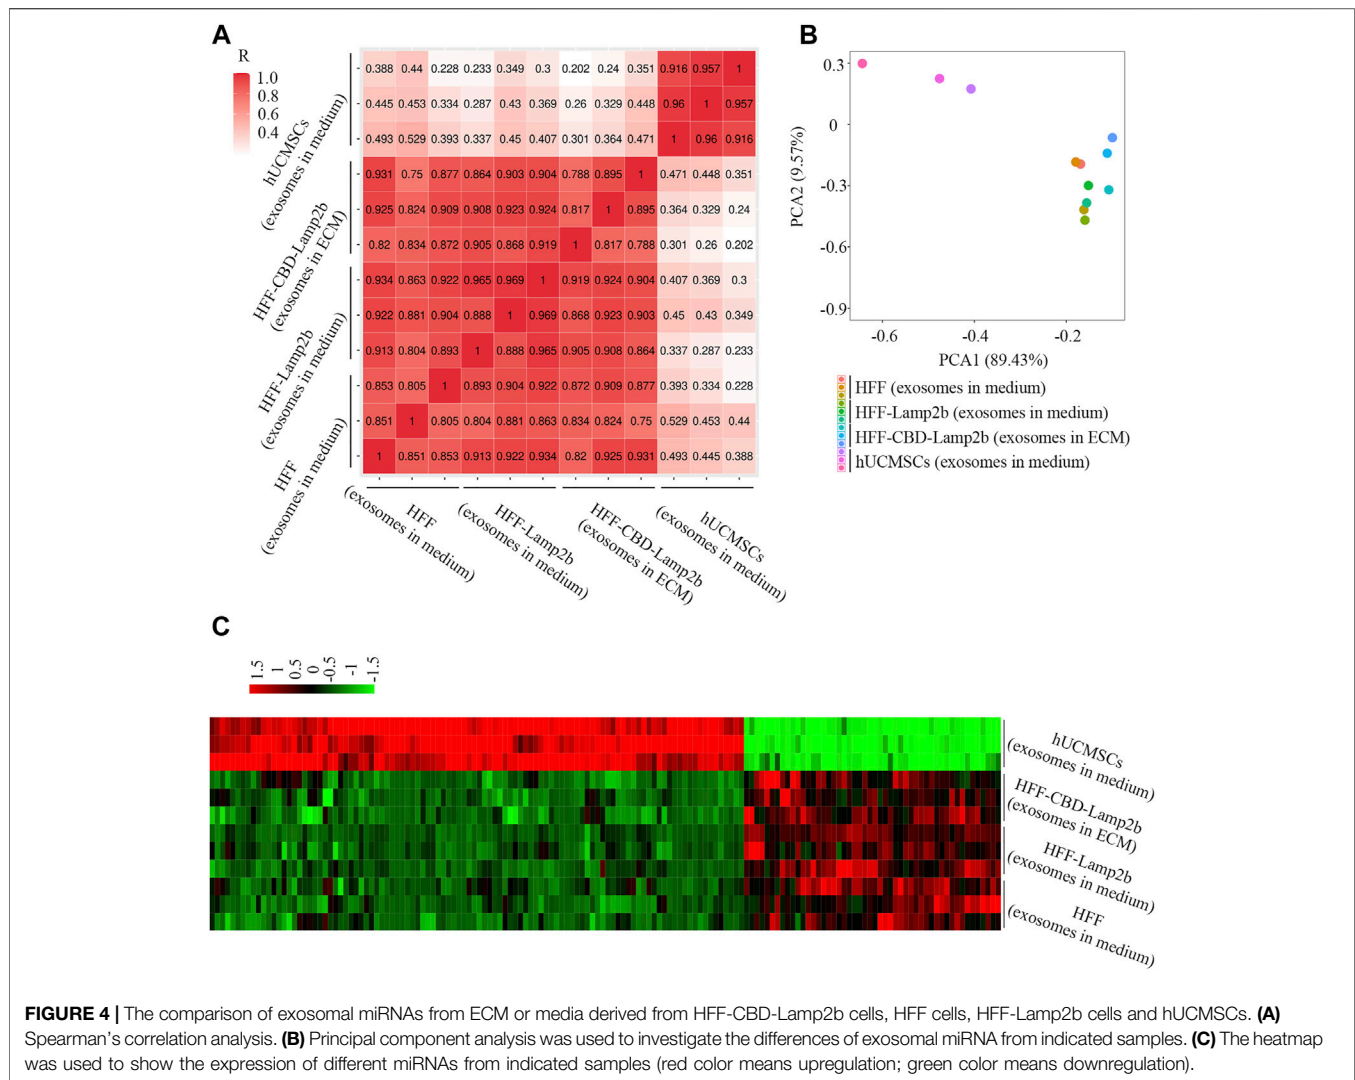 A
R
1.0
0.8
0.6
0.4
0.388 0.44 0.228 0.233 0.349 0.3 0.202 0.24 0.351 0.916 0.957 1
0.445 0.453 0.334 0.287 0.43 0.369 0.26 0.329 0.448 0.96 1 0.957
0.493 0.529 0.393 0.337 0.45 0.407 0.301 0.364 0.471 1 0.96 0.916
0.931 0.75 0.877 0.864 0.903 0.904 0.788 0.895 1 0.471 0.448 0.351
0.925 0.824 0.909 0.908 0.923 0.924 0.817 1 0.895 0.364 0.329 0.24
0.82 0.834 0.872 0.905 0.868 0.919 1 0.817 0.788 0.301 0.26 0.202
0.934 0.863 0.922 0.965 0.969 1 0.919 0.924 0.904 0.407 0.369 0.3
0.922 0.881 0.904 0.888 1 0.969 0.868 0.923 0.903 0.45 0.43 0.349
0.913 0.804 0.893 1 0.888 0.965 0.905 0.908 0.864 0.337 0.287 0.233
0.853 0.805 1 0.893 0.904 0.922 0.872 0.909 0.877 0.393 0.334 0.228
0.851 1 0.805 0.804 0.881 0.863 0.834 0.824 0.75 0.529 0.453 0.44
1 0.851 0.853 0.913 0.922 0.934 0.82 0.925 0.931 0.493 0.445 0.388
hUCMSCs
(exosomes in medium)
HFF-CBD-Lamp2b
(exosomes in ECM)
HFF-Lamp2b
(exosomes in medium)
HFF
(exosomes in medium)
HFF
(exosomes in medium)
HFF-Lamp2b
(exosomes in medium)
HFF-CBD-Lamp2b
(exosomes in ECM)
hUCMSCs
(exosomes in medium)
B
0.3
0
-0.3
-0.6
-0.9
PCA2 (9.57%)
-0.6 -0.4 -0.2
PCA1 (89.43%)
HFF (exosomes in medium)
HFF-Lamp2b (exosomes in medium)
HFF-CBD-Lamp2b (exosomes in ECM)
hUCMSCs (exosomes in medium)
C
1.5 1 0.5 0 -0.5 -1 -1.5
hUCMSCs
(exosomes in medium)
HFF-CBD-Lamp2b
(exosomes in ECM)
HFF-Lamp2b
(exosomes in medium)
HFF
(exosomes in medium)
FIGURE 4 | The comparison of exosomal miRNAs from ECM or media derived from HFF-CBD-Lamp2b cells, HFF cells, HFF-Lamp2b cells and hUCMSCs. (A)
Spearman's correlation analysis. (B) Principal component analysis was used to investigate the differences of exosomal miRNA from indicated samples. (C) The heatmap
was used to show the expression of different miRNAs from indicated samples (red color means upregulation; green color means downregulation).